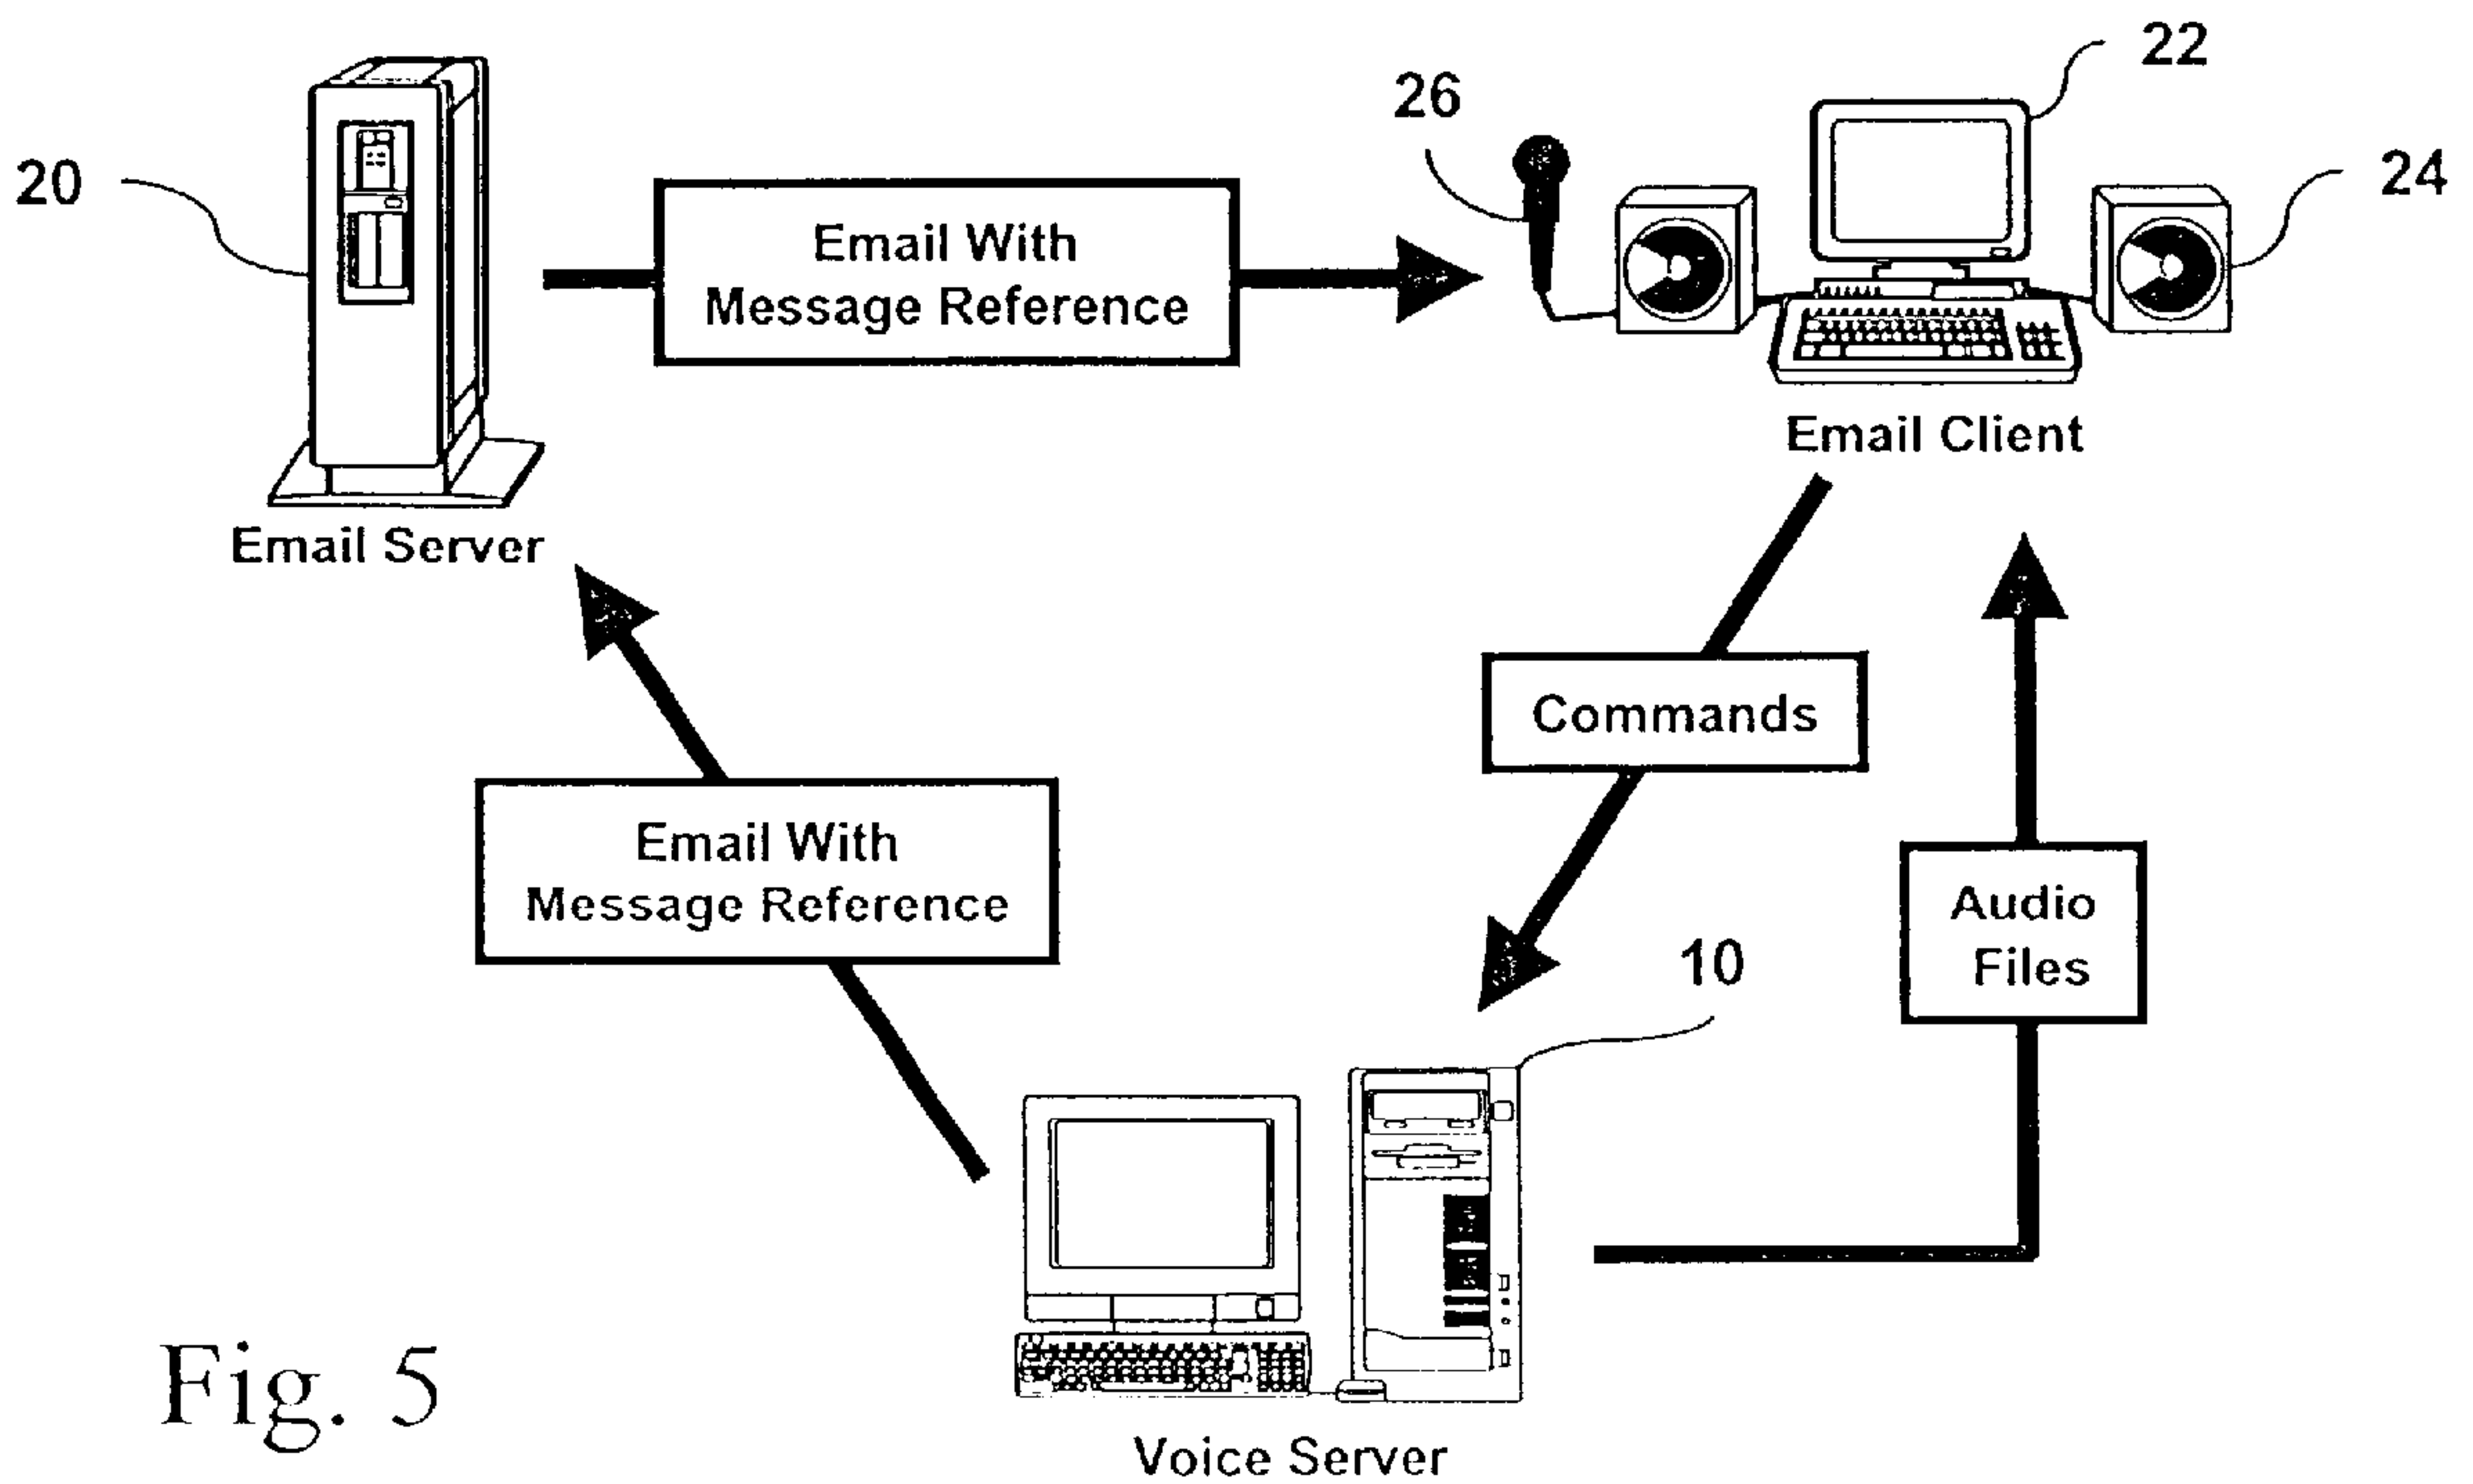 22
26
20
24
Email With
Message Reference
Email Client
Email Server
Commands
Email With
Message Reference
Audio
Files
10
Fig. 5
Voice Server